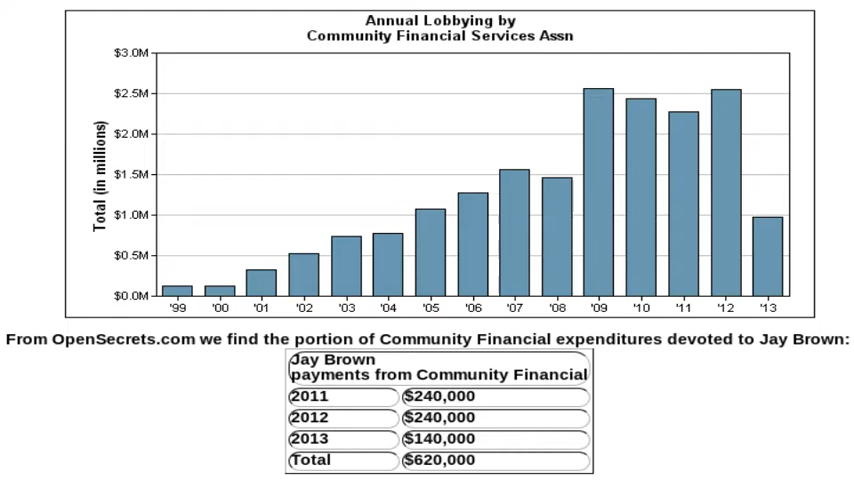 Annual Lobbying by
Community Financial Services Assn
Total (in millions)
$3.0M
$2.5M
$2.0M
$1.5M
$1.0M
$0.5M
$0.0M
'99 '00 '01 '02 '03 '04 '05 '06 '07 '08 '09 '10 '11 '12 '13
From OpenSecrets.com we find the portion of Community Financial expenditures devoted to Jay Brown:
Jay Brown
payments from Community Financial
2011 $240,000
2012 $240,000
2013 $140,000
Total $620,000